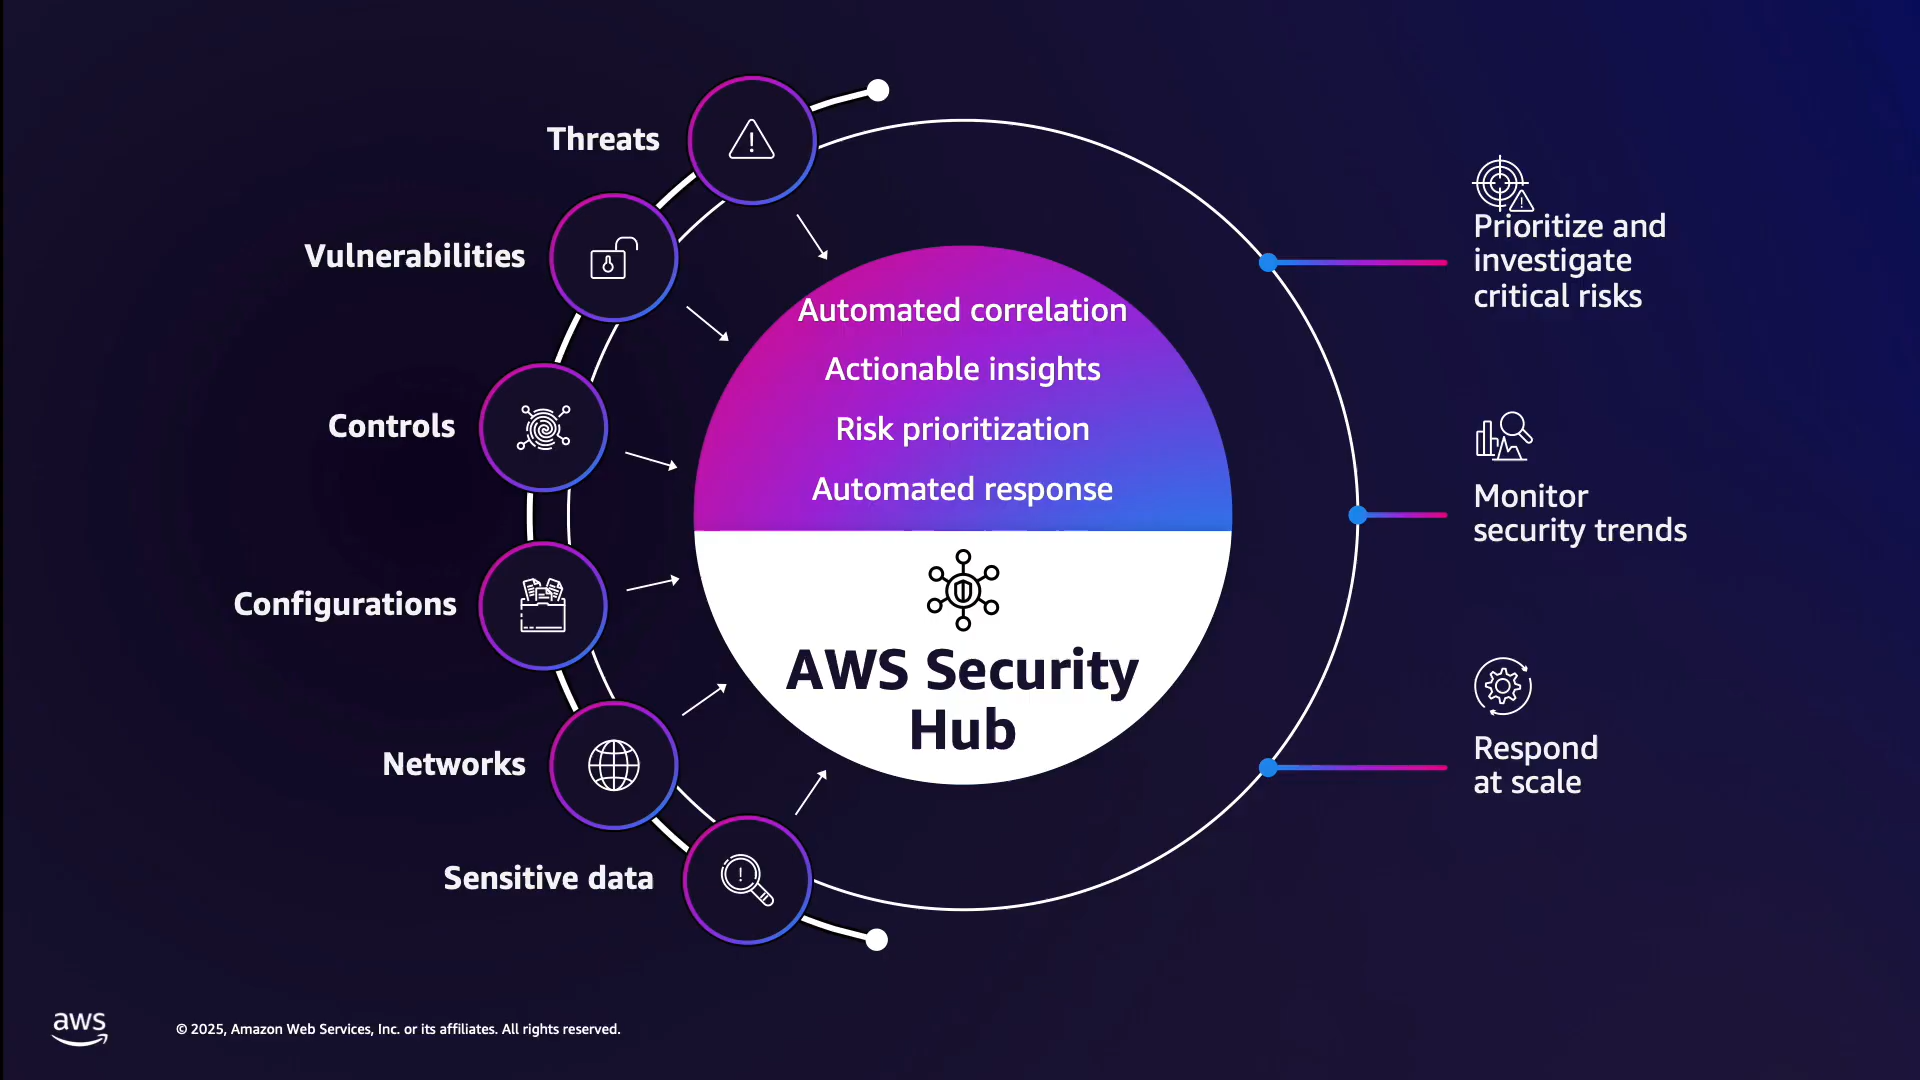 Threats
Vulnerabilities
Controls
Configurations
Networks
Sensitive data
Automated correlation
Actionable insights
Risk prioritization
Automated response
AWS Security
Hub
Prioritize and
investigate
critical risks
Monitor
security trends
Respond
at scale
aws
© 2025, Amazon Web Services, Inc. or its affiliates. All rights reserved.